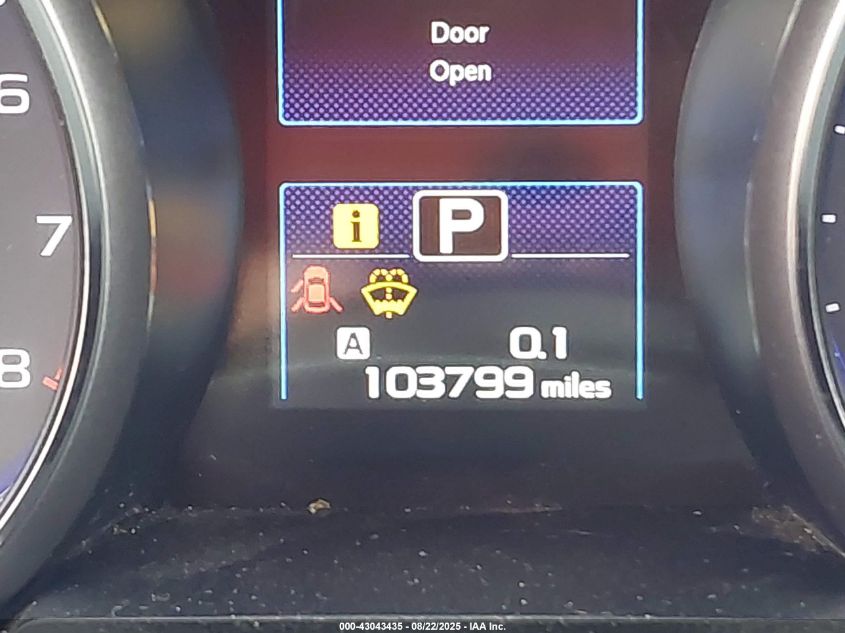 Door
Open
6
7
8
i
P
A 0.1
103799 miles
000-43043435 - 08/22/2025 - IAA Inc.